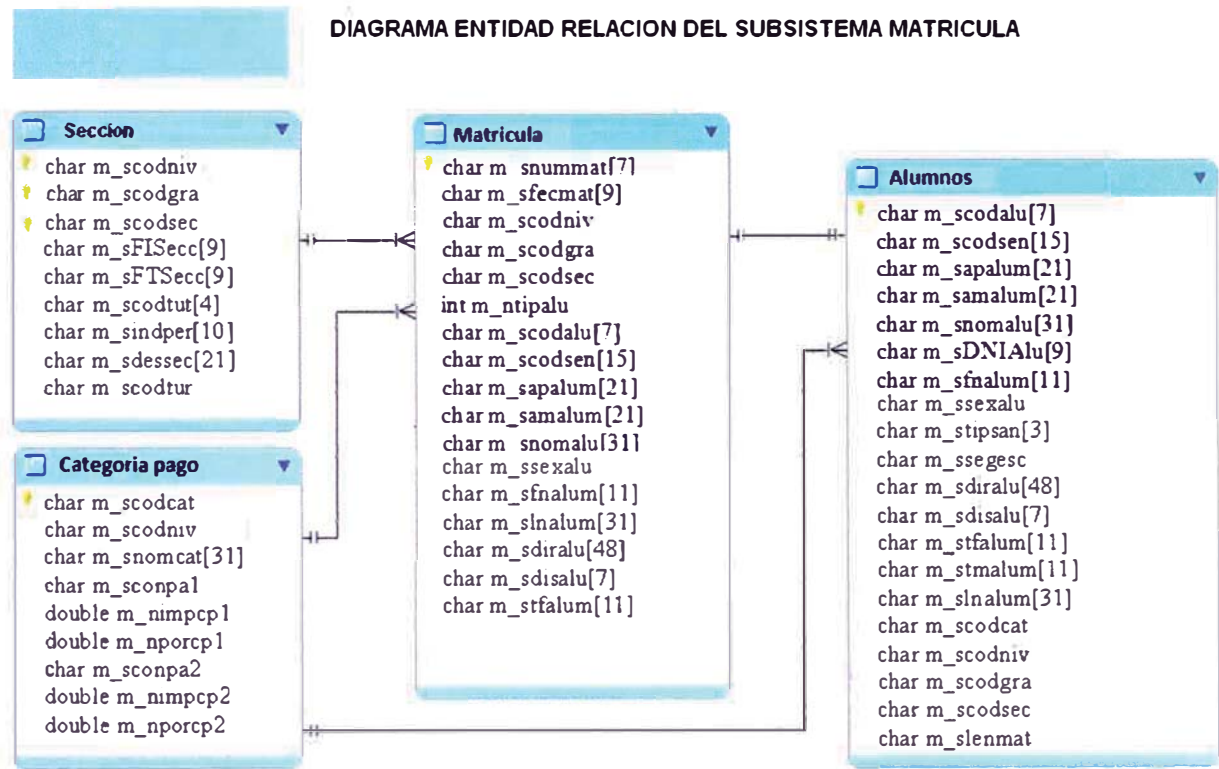 DIAGRAMA ENTIDAD RELACION DEL SUBSISTEMA MATRICULA
Seccion
char m_scodniv
char m_scodgra
char m_scodsec
char m_sFISecc[9]
char m_sFTSecc[9]
char m_scodtut[4]
char m_sindper[10]
char m_sdessec[21]
char m scodtur
Categoria pago
char m_scodcat
char m_scodniv
char m_snomcat[31]
char m_sconpa1
double m_nimpcp1
double m_nporcp1
char m_sconpa2
double m_nimpcp2
double m_nporcp2
Matricula
char m_snummat[7]
char m_sfecmat[9]
char m_scodniv
char m_scodgra
char m_scodsec
int m_ntipalu
char m_scodalu[7]
char m_scodsen[15]
char m_sapalum[21]
char m_samalum[21]
char m_snomalu[31]
char m_ssexalu
char m_sfnalum[11]
char m_slnalum[31]
char m_sdiralu[48]
char m_sdisalu[7]
char m_stfalum[11]
Alumnos
char m_scodalu[7]
char m_scodsen[15]
char m_sapalum[21]
char m_samalum[21]
char m_snomalu[31]
char m_sDNIAlu[9]
char m_sfnalum[11]
char m_ssexalu
char m_stipsan[3]
char m_ssegesc
char m_sdiralu[48]
char m_sdisalu[7]
char m_stfalum[11]
char m_stmalum[11]
char m_slnalum[31]
char m_scodcat
char m_scodniv
char m_scodgra
char m_scodsec
char m_slenmat